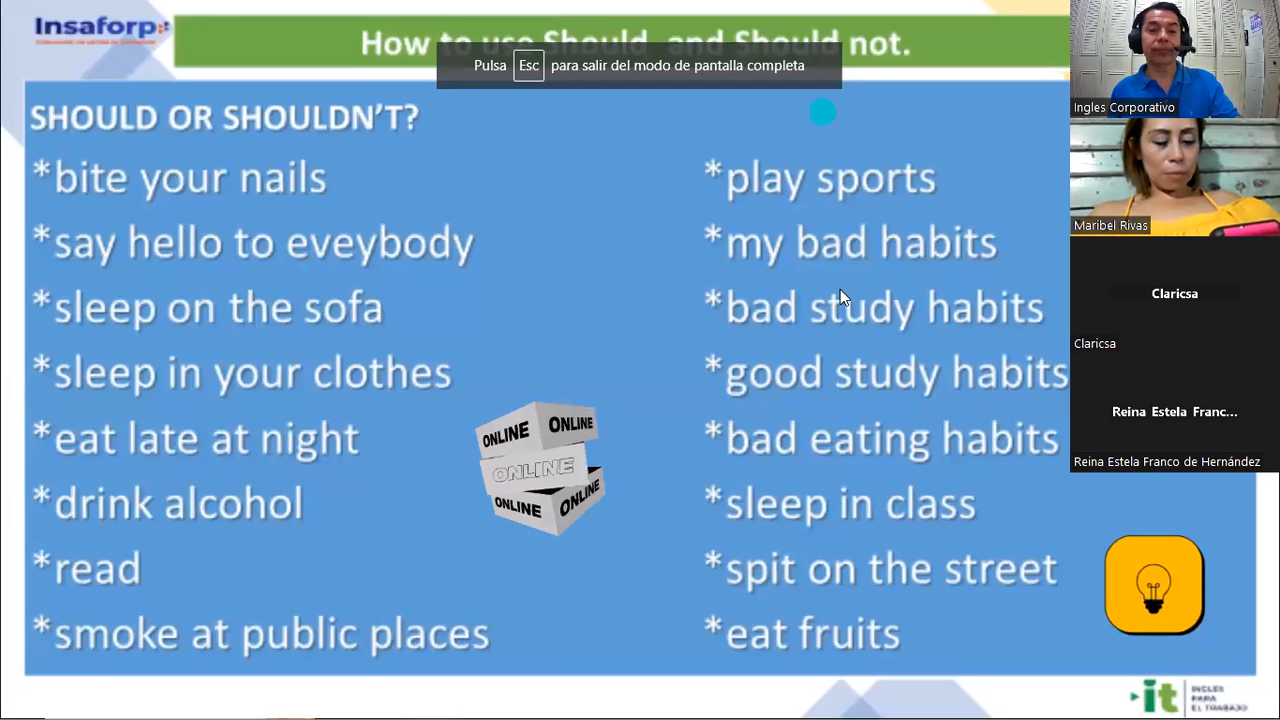 Insaforp
How to use Should and Should not.
Pulsa Esc para salir del modo de pantalla completa
SHOULD OR SHOULDN'T?
*bite your nails
*say hello to eveybody
*sleep on the sofa
*sleep in your clothes
*eat late at night
*drink alcohol
*read
*smoke at public places
*play sports
*my bad habits
*bad study habits
*good study habits
*bad eating habits
*sleep in class
*spit on the street
*eat fruits
ONLINE ONLINE
ONLINE
ONLINE ONLINE
Ingles Corporativo
Maribel Rivas
Claricsa
Claricsa
Reina Estela Franc...
Reina Estela Franco de Hernández
it
INGLES
PARA
EL TRABAJO